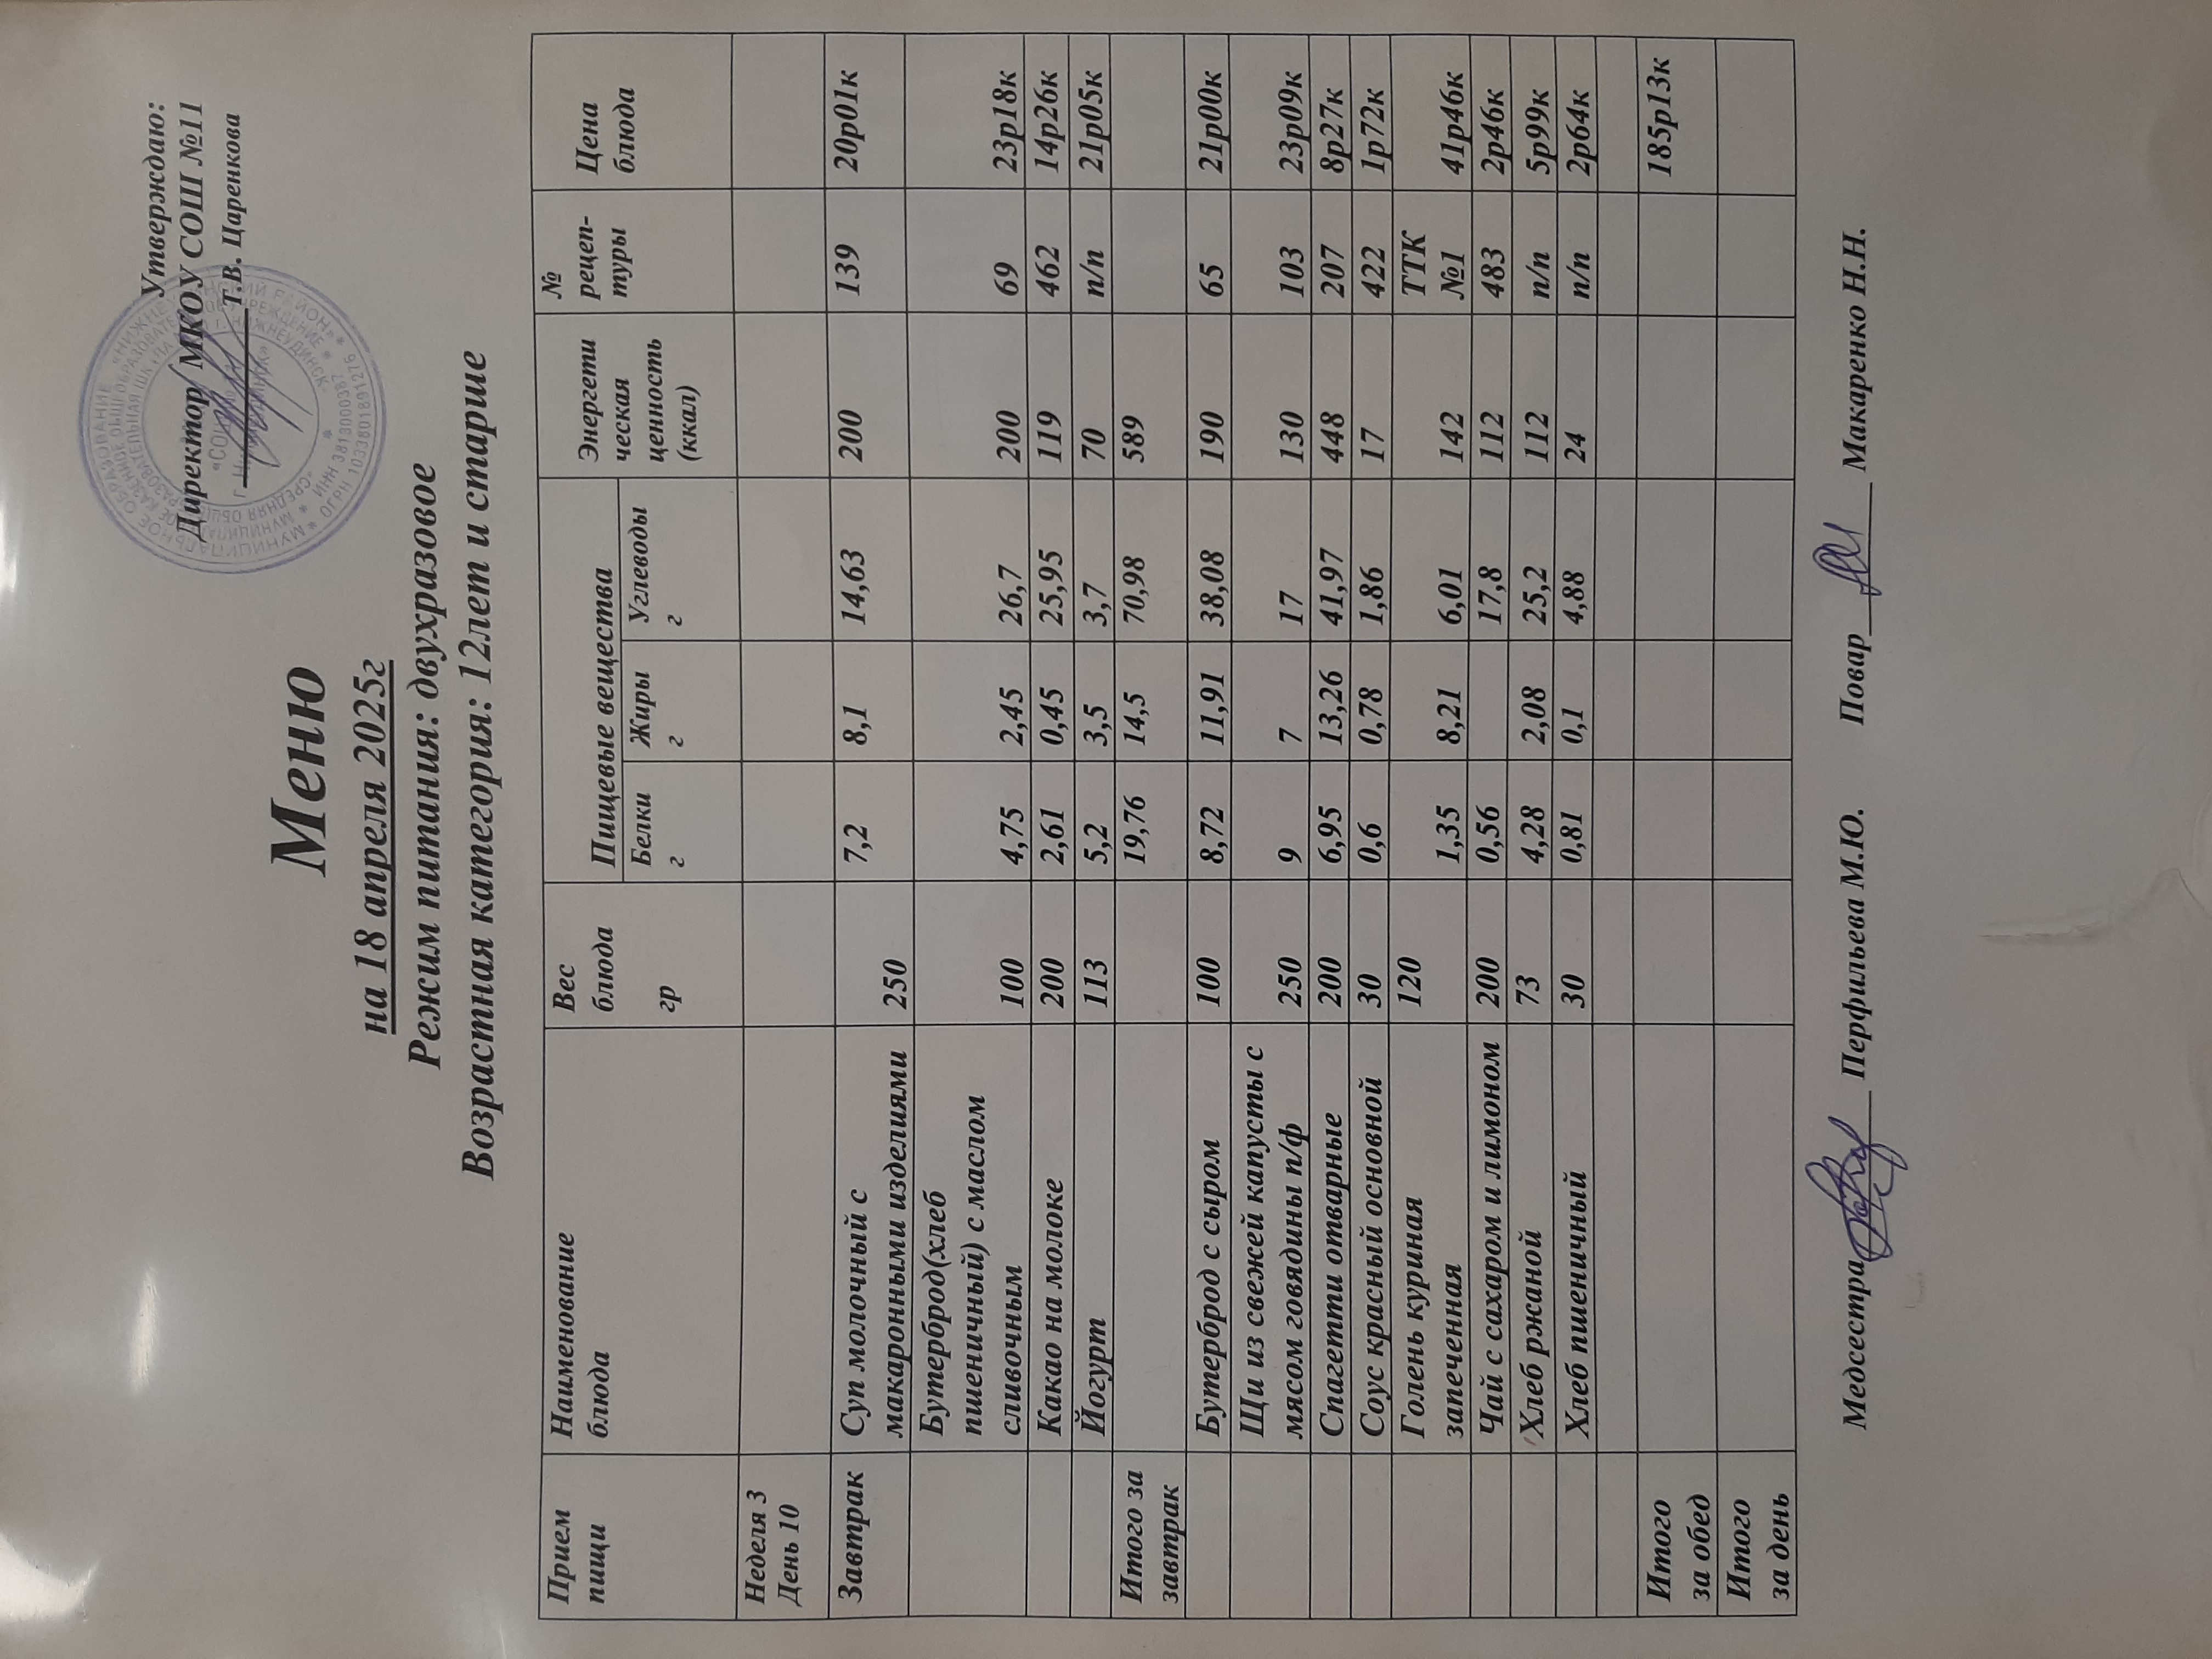 Утверждаю:
Директор МКОУ СОШ №11
Т.В. Царенкова
Меню
на 18 апреля 2025г
Режим питания: двухразовое
Возрастная категория: 12лет и старше
Прием пищи Наименование блюда Вес блюда гр Пищевые вещества Энергети ческая ценность (ккал) № рецеп- туры Цена блюда
Белки г Жиры г Углеводы г
Неделя 3
День 10
Завтрак Суп молочный с макаронными изделиями 250 7,2 8,1 14,63 200 139 20р01к
Бутерброд(хлеб пшеничный) с маслом сливочным 100 4,75 2,45 26,7 200 69 23р18к
Какао на молоке 200 2,61 0,45 25,95 119 462 14р26к
Йогурт 113 5,2 3,5 3,7 70 п/п 21р05к
Итого за завтрак 19,76 14,5 70,98 589
Бутерброд с сыром 100 8,72 11,91 38,08 190 65 21р00к
Щи из свежей капусты с мясом говядины п/ф 250 9 7 17 130 103 23р09к
Спагетти отварные 200 6,95 13,26 41,97 448 207 8р27к
Соус красный основной 30 0,6 0,78 1,86 17 422 1р72к
Голень куриная запеченная 120 1,35 8,21 6,01 142 ТТК №1 41р46к
Чай с сахаром и лимоном 200 0,56 17,8 112 483 2р46к
Хлеб ржаной 73 4,28 2,08 25,2 112 п/п 5р99к
Хлеб пшеничный 30 0,81 0,1 4,88 24 п/п 2р64к
Итого за обед 185р13к
Итого за день
Медсестра Перфильева М.Ю. Повар Макаренко Н.Н.